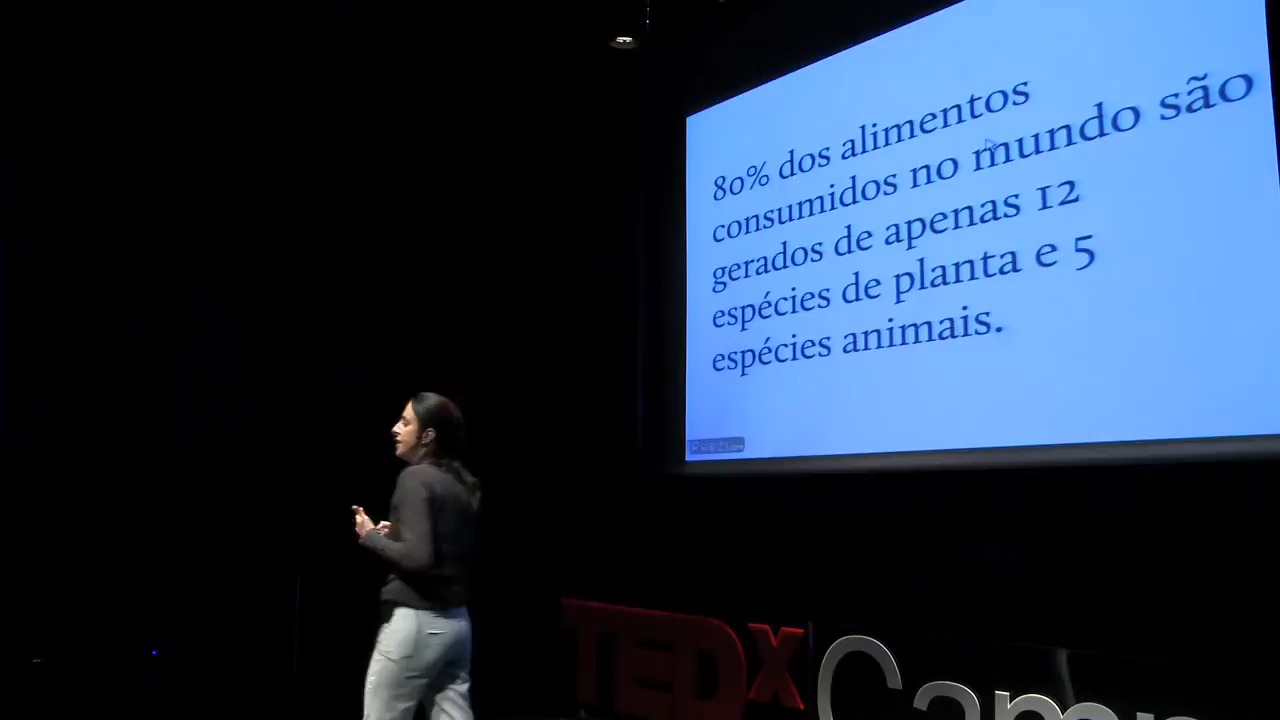 80% dos alimentos
consumidos no mundo são
gerados de apenas 12
espécies de planta e 5
espécies animais.
TEDx